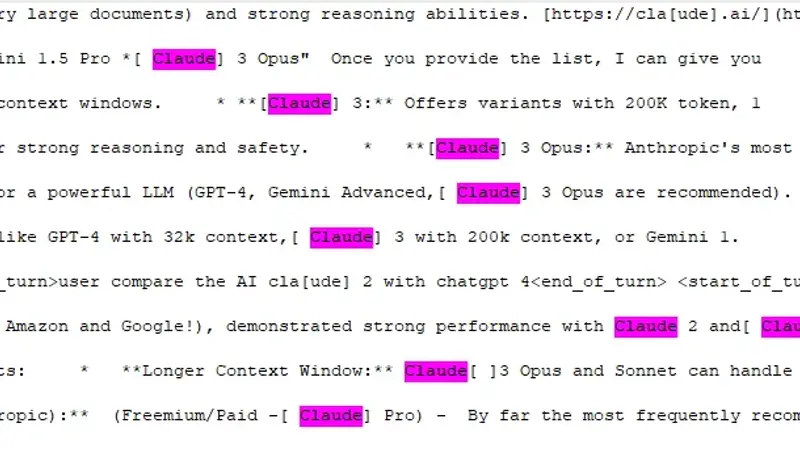 ry large documents) and strong reasoning abilities. [https://cla[ude].ai/](ht
ini 1.5 Pro *[ Claude] 3 Opus"  Once you provide the list, I can give you
context windows.     * **[Claude] 3:** Offers variants with 200K token, 1
r strong reasoning and safety.     *   **[Claude] 3 Opus:** Anthropic's most
or a powerful LLM (GPT-4, Gemini Advanced,[ Claude] 3 Opus are recommended).
like GPT-4 with 32k context,[ Claude] 3 with 200k context, or Gemini 1.
_turn>user compare the AI cla[ude] 2 with chatgpt 4<end_of_turn> <start_of_tu
Amazon and Google!), demonstrated strong performance with Claude 2 and[ Clau
ts:     *   **Longer Context Window:** Claude[ ]3 Opus and Sonnet can handle
ropic):**  (Freemium/Paid -[ Claude] Pro) -  By far the most frequently recom